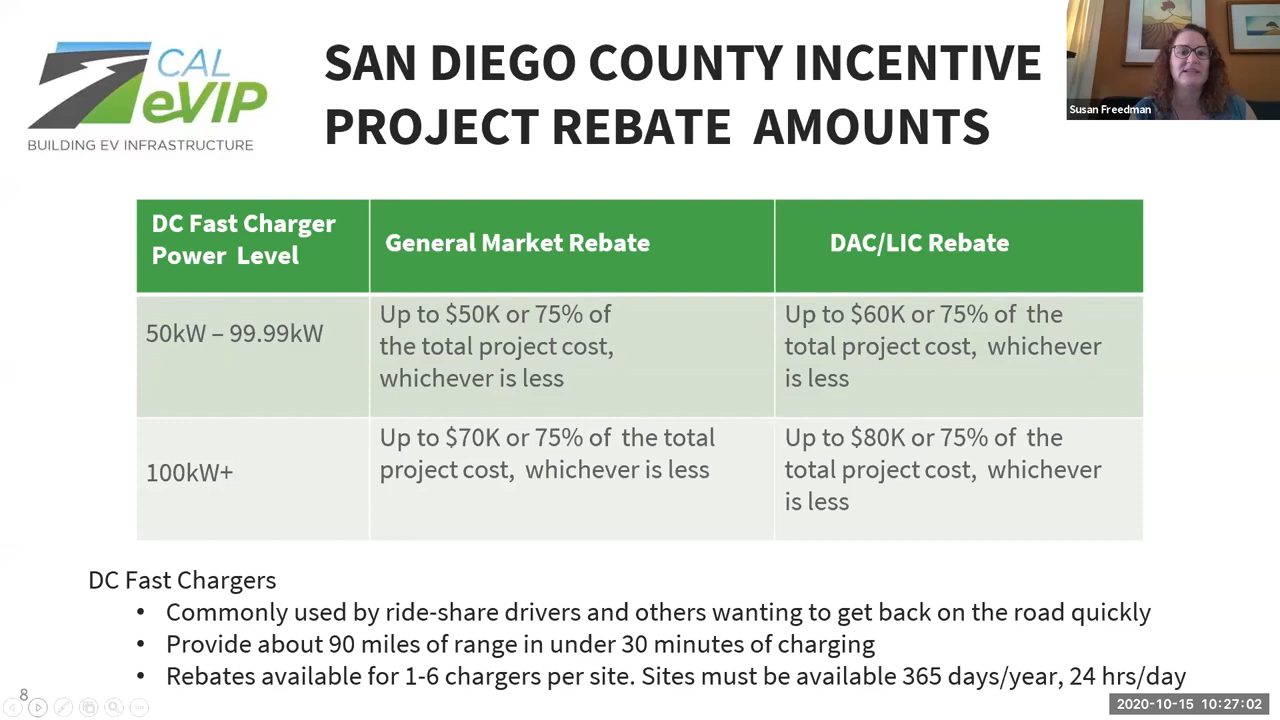 CAL
eVIP
BUILDING EV INFRASTRUCTURE
SAN DIEGO COUNTY INCENTIVE
PROJECT REBATE AMOUNTS
Susan Freedman
DC Fast Charger
Power Level
General Market Rebate
DAC/LIC Rebate
50kW – 99.99kW
Up to $50K or 75% of
the total project cost,
whichever is less
Up to $60K or 75% of the
total project cost, whichever
is less
100kW+
Up to $70K or 75% of the total
project cost, whichever is less
Up to $80K or 75% of the
total project cost, whichever
is less
DC Fast Chargers
• Commonly used by ride-share drivers and others wanting to get back on the road quickly
• Provide about 90 miles of range in under 30 minutes of charging
• Rebates available for 1-6 chargers per site. Sites must be available 365 days/year, 24 hrs/day
8
2020-10-15 10:27:02